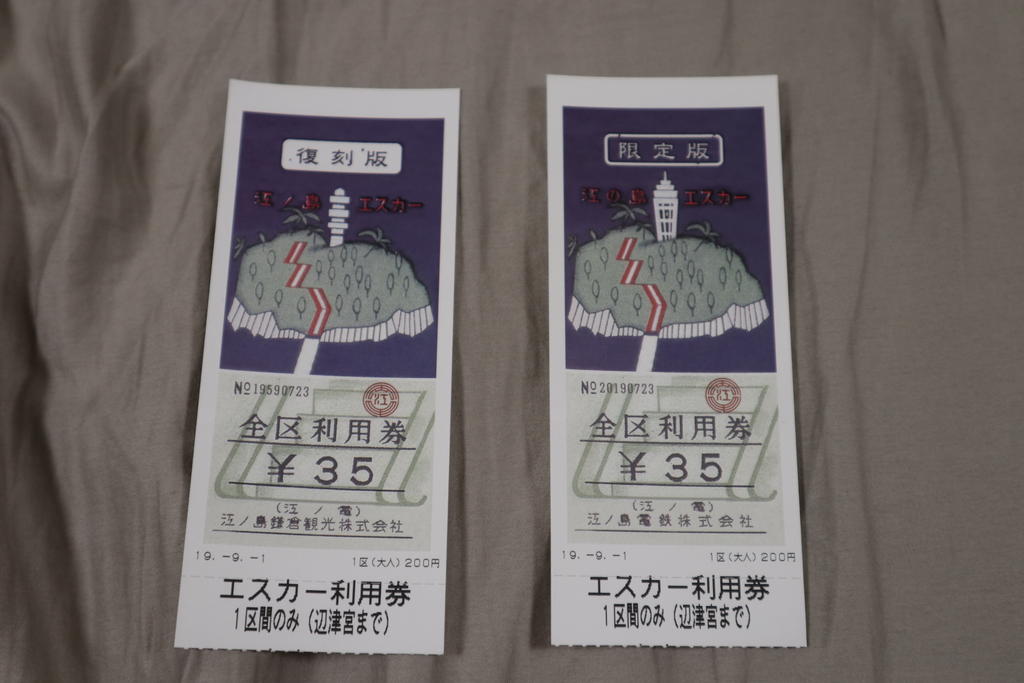 復刻版
江ノ島 エスカー
№19590723
江
全区利用券
¥35
(江ノ電)
江ノ島鎌倉観光株式会社
19.-9.-1 1区(大人)200円
エスカー利用券
1区間のみ(辺津宮まで)
限定版
江の島 エスカー
№20190723
江
全区利用券
¥35
(江ノ電)
江ノ島電鉄株式会社
19.-9.-1 1区(大人)200円
エスカー利用券
1区間のみ(辺津宮まで)